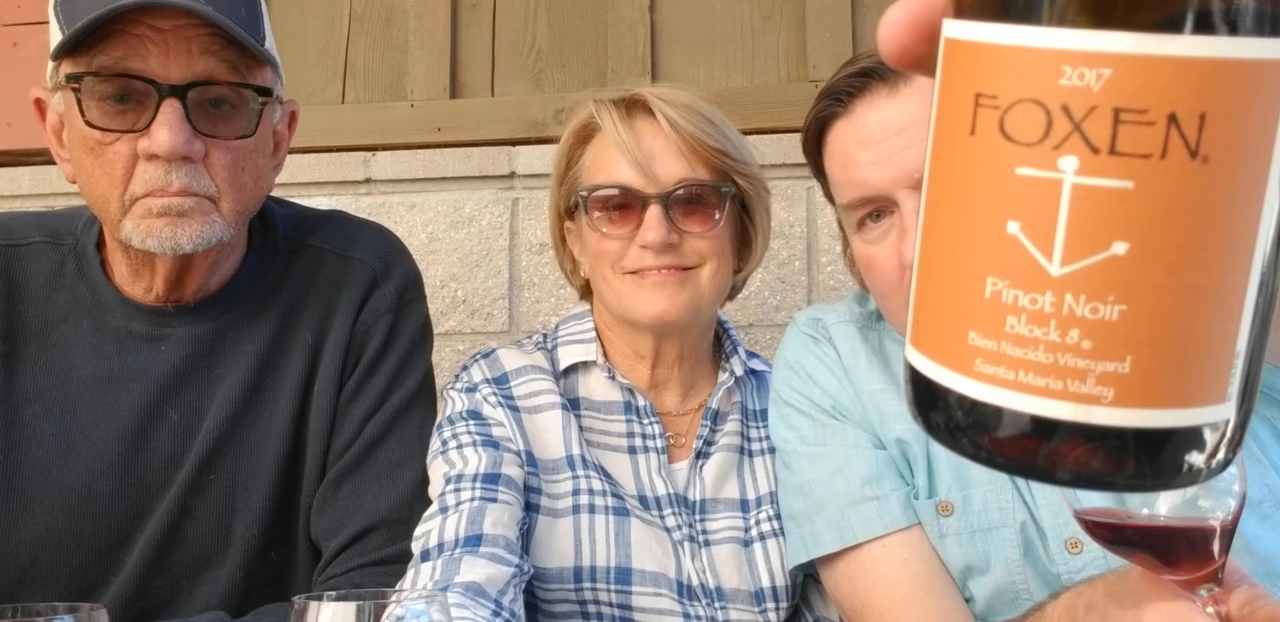 2017
FOXEN
Pinot Noir
Block 8
Bien Nacido Vineyard
Santa Maria Valley